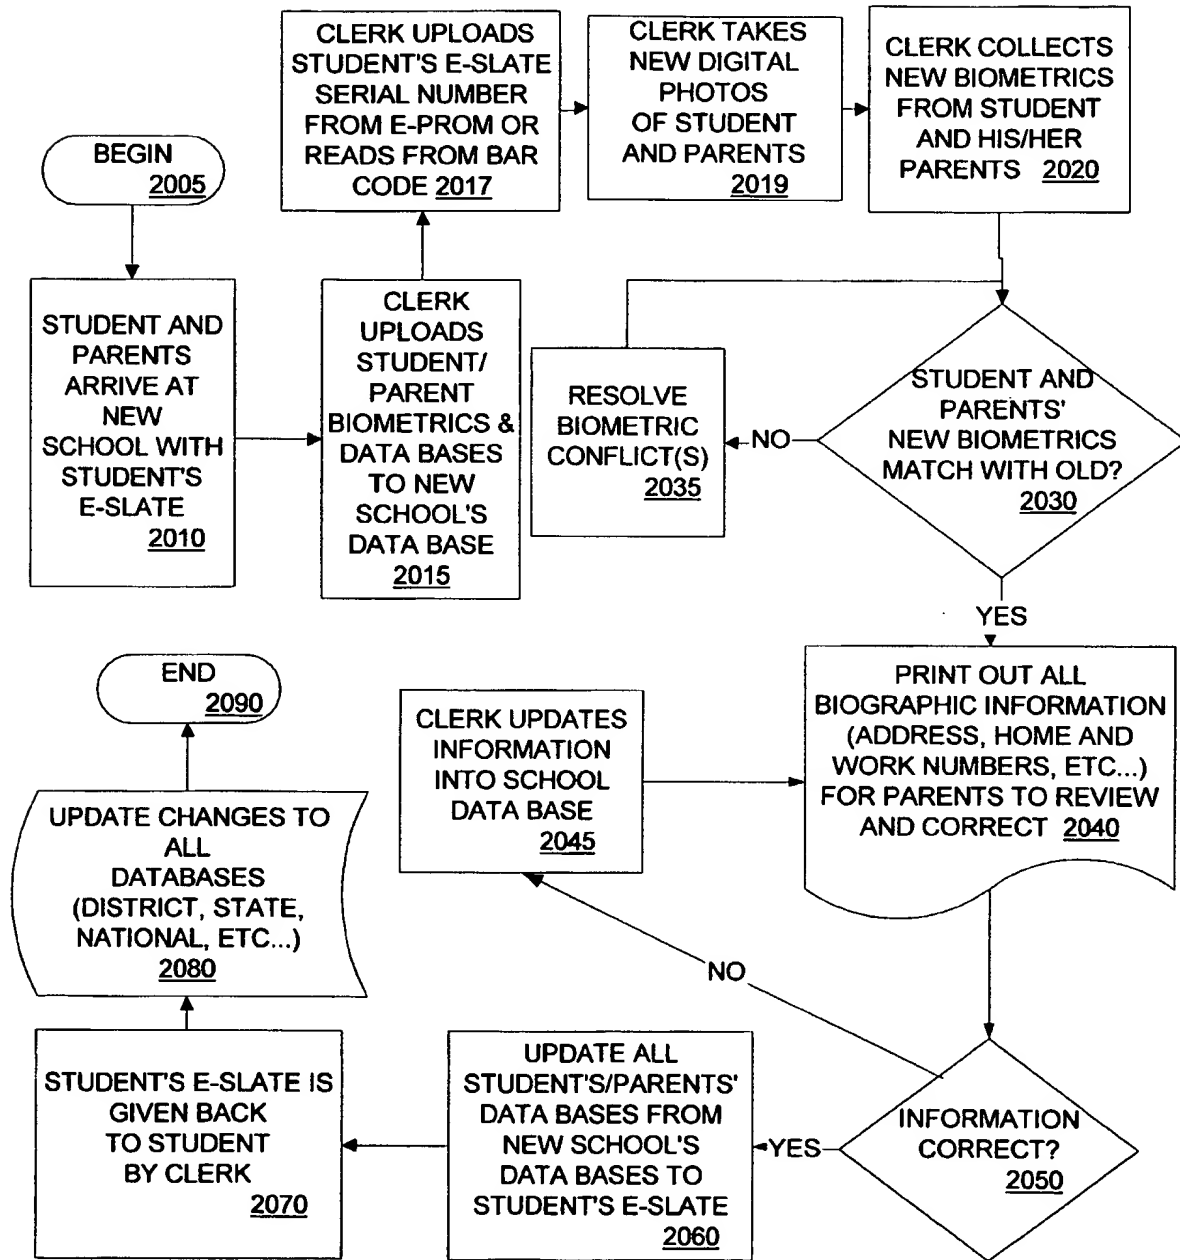 BEGIN
2005
STUDENT AND
PARENTS
ARRIVE AT
NEW
SCHOOL WITH
STUDENT'S
E-SLATE
2010
CLERK
UPLOADS
STUDENT/
PARENT
BIOMETRICS &
DATA BASES
TO NEW
SCHOOL'S
DATA BASE
2015
CLERK UPLOADS
STUDENT'S E-SLATE
SERIAL NUMBER
FROM E-PROM OR
READS FROM BAR
CODE 2017
CLERK TAKES
NEW DIGITAL
PHOTOS
OF STUDENT
AND PARENTS
2019
CLERK COLLECTS
NEW BIOMETRICS
FROM STUDENT
AND HIS/HER
PARENTS 2020
STUDENT AND
PARENTS'
NEW BIOMETRICS
MATCH WITH OLD?
2030
NO
RESOLVE
BIOMETRIC
CONFLICT(S)
2035
YES
PRINT OUT ALL
BIOGRAPHIC INFORMATION
(ADDRESS, HOME AND
WORK NUMBERS, ETC...)
FOR PARENTS TO REVIEW
AND CORRECT 2040
INFORMATION
CORRECT?
2050
NO
CLERK UPDATES
INFORMATION
INTO SCHOOL
DATA BASE
2045
YES
UPDATE ALL
STUDENT'S/PARENTS'
DATA BASES FROM
NEW SCHOOL'S
DATA BASES TO
STUDENT'S E-SLATE
2060
STUDENT'S E-SLATE IS
GIVEN BACK
TO STUDENT
BY CLERK
2070
UPDATE CHANGES TO
ALL
DATABASES
(DISTRICT, STATE,
NATIONAL, ETC...)
2080
END
2090